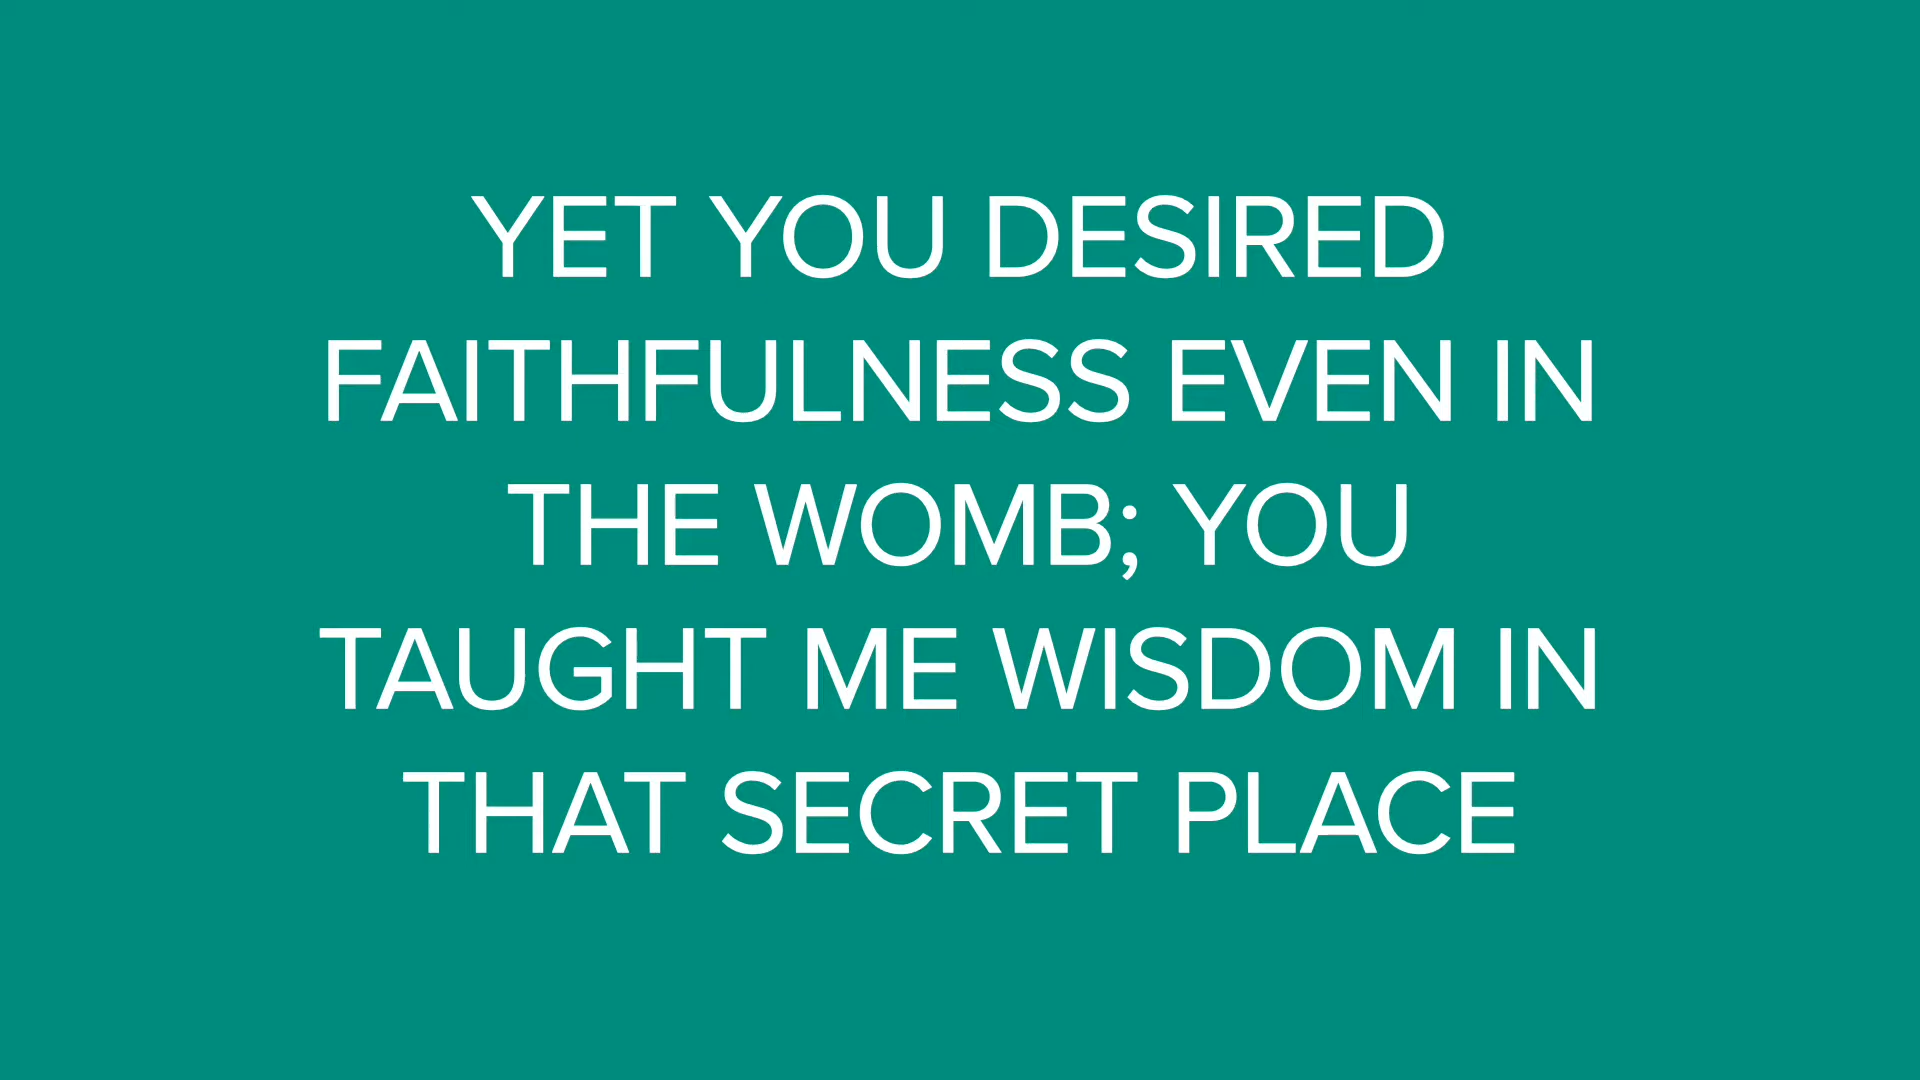 YET YOU DESIRED
FAITHFULNESS EVEN IN
THE WOMB; YOU
TAUGHT ME WISDOM IN
THAT SECRET PLACE